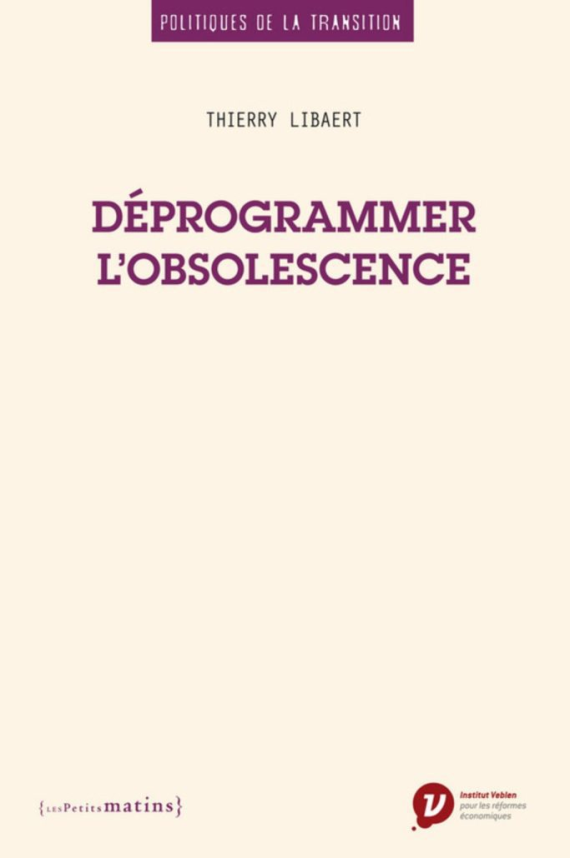 POLITIQUES DE LA TRANSITION
THIERRY LIBAERT
DÉPROGRAMMER
L'OBSOLESCENCE
{LES Petits matins}
Institut Veblen
pour les réformes
économiques